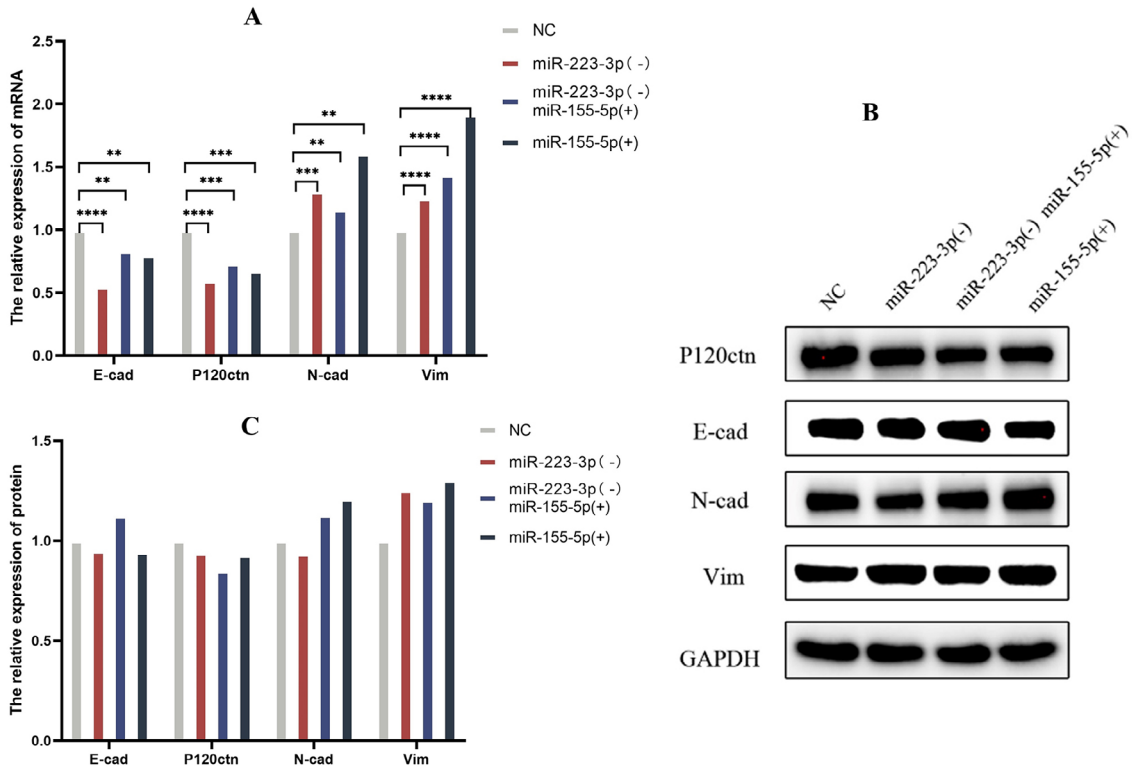 A
The relative expression of mRNA
2.5
2.0
1.5
1.0
0.5
0.0
**
**
****
***
***
****
**
**
***
****
****
****
E-cad
P120ctn
N-cad
Vim
NC
miR-223-3p( -)
miR-223-3p( -)
miR-155-5p(+)
miR-155-5p(+)
B
NC
miR-223-3p(-)
miR-223-3p(-) miR-155-5p(+)
miR-155-5p(+)
P120ctn
E-cad
N-cad
Vim
GAPDH
C
The relative expression of protein
1.5
1.0
0.5
0.0
E-cad
P120ctn
N-cad
Vim
NC
miR-223-3p( -)
miR-223-3p( -)
miR-155-5p(+)
miR-155-5p(+)